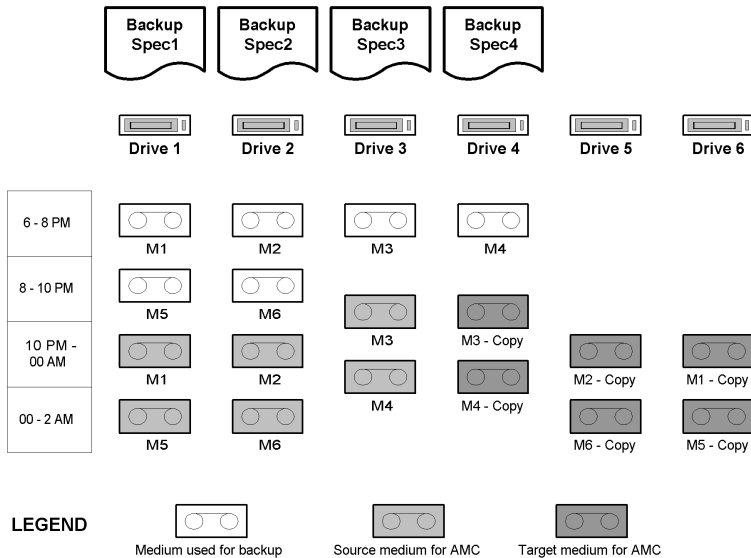 Backup
Spec1
Backup
Spec2
Backup
Spec3
Backup
Spec4
Drive 1
Drive 2
Drive 3
Drive 4
Drive 5
Drive 6
6 - 8 PM
M1
M2
M3
M4
8 - 10 PM
M5
M6
M3
M3 - Copy
10 PM -
00 AM
M1
M2
M2 - Copy
M1 - Copy
M4
M4 - Copy
00 - 2 AM
M5
M6
M6 - Copy
M5 - Copy
LEGEND
Medium used for backup
Source medium for AMC
Target medium for AMC